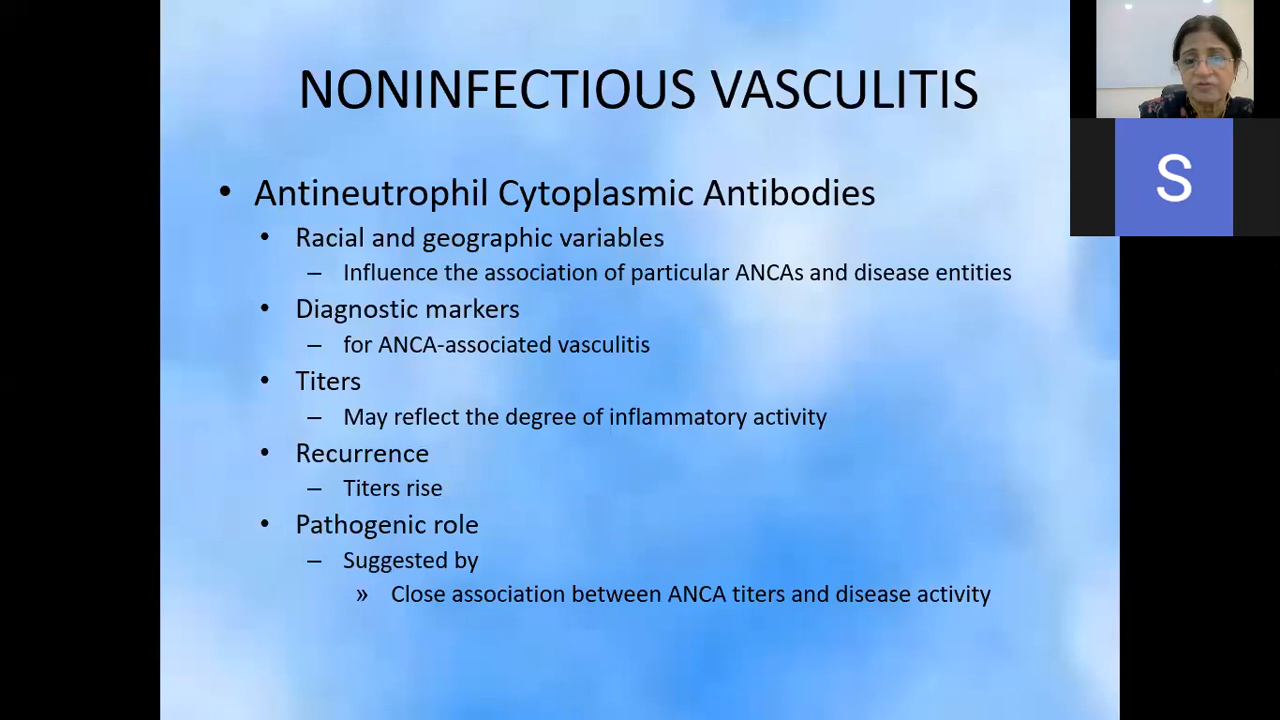 NONINFECTIOUS VASCULITIS
• Antineutrophil Cytoplasmic Antibodies
• Racial and geographic variables
– Influence the association of particular ANCAs and disease entities
• Diagnostic markers
– for ANCA-associated vasculitis
• Titers
– May reflect the degree of inflammatory activity
• Recurrence
– Titers rise
• Pathogenic role
– Suggested by
» Close association between ANCA titers and disease activity
S